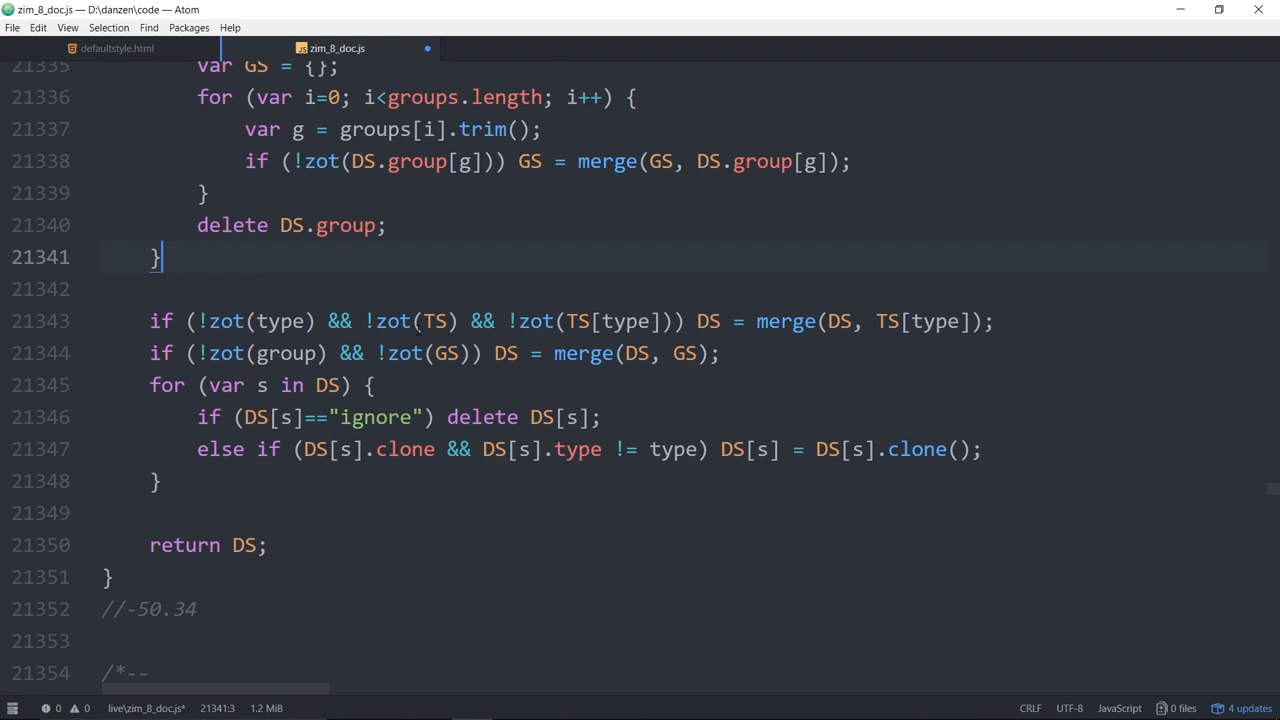 zim_8_doc.js — D:\danzen\code — Atom
File Edit View Selection Find Packages Help
defaultstyle.html zim_8_doc.js
21335 var GS = {};
21336 for (var i=0; i<groups.length; i++) {
21337 var g = groups[i].trim();
21338 if (!zot(DS.group[g])) GS = merge(GS, DS.group[g]);
21339 }
21340 delete DS.group;
21341 }
21342
21343 if (!zot(type) && !zot(TS) && !zot(TS[type])) DS = merge(DS, TS[type]);
21344 if (!zot(group) && !zot(GS)) DS = merge(DS, GS);
21345 for (var s in DS) {
21346 if (DS[s]=="ignore") delete DS[s];
21347 else if (DS[s].clone && DS[s].type != type) DS[s] = DS[s].clone();
21348 }
21349
21350 return DS;
21351 }
21352 //-50.34
21353
21354 /*--
0 0 live\zim_8_doc.js* 21341:3 1.2 MiB CRLF UTF-8 JavaScript 0 files 4 updates